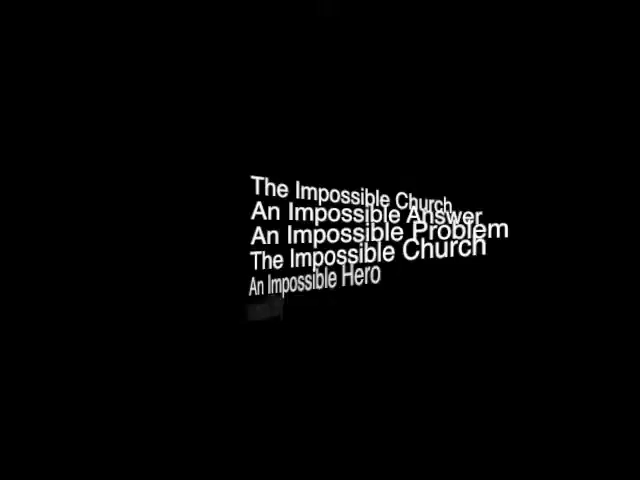 The Impossible Church
An Impossible Answer
An Impossible Problem
The Impossible Church
An Impossible Hero